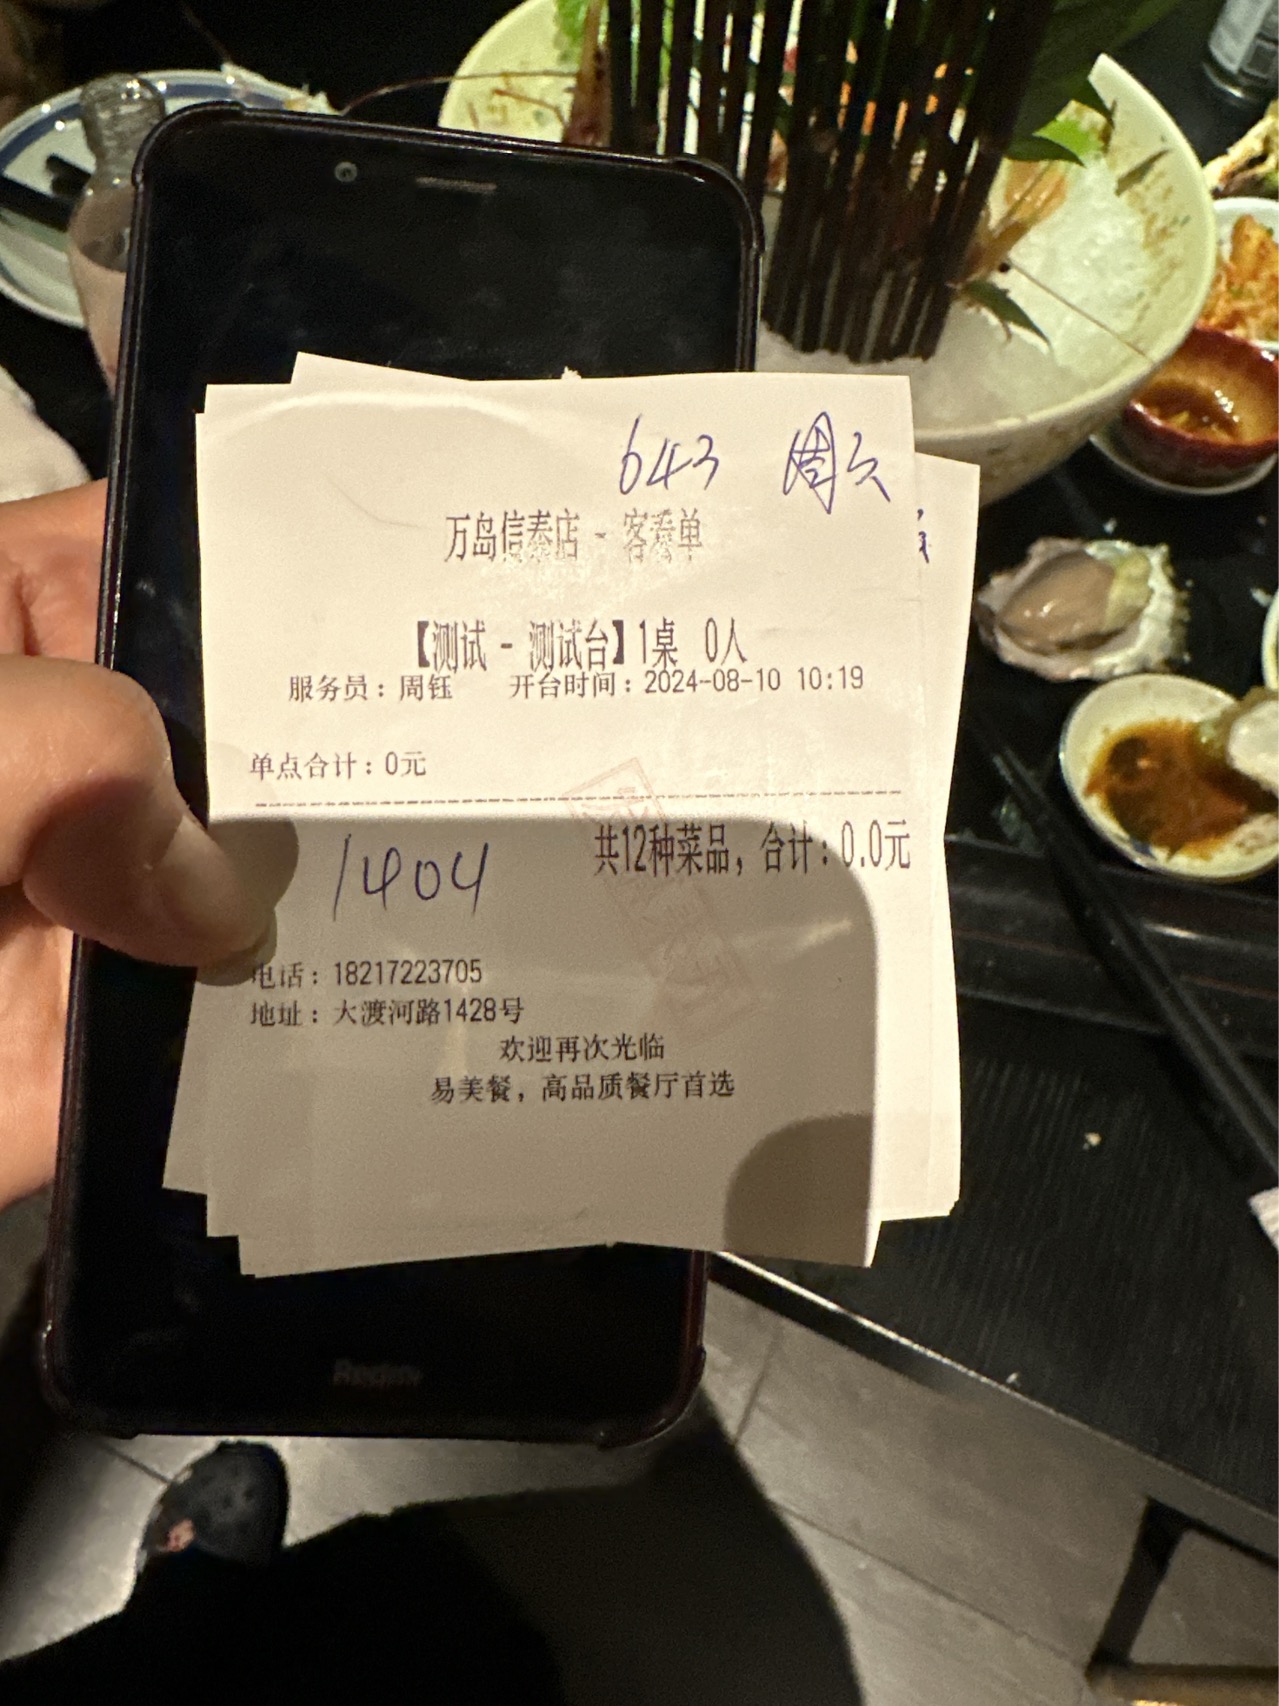 643 周六
万岛信泰店 - 客看单
【测试 - 测试台】1桌 0人
服务员：周钰 开台时间：2024-08-10 10:19
单点合计：0元
共12种菜品，合计：0.0元
1404
电话：18217223705
地址：大渡河路1428号
欢迎再次光临
易美餐，高品质餐厅首选
Redmi